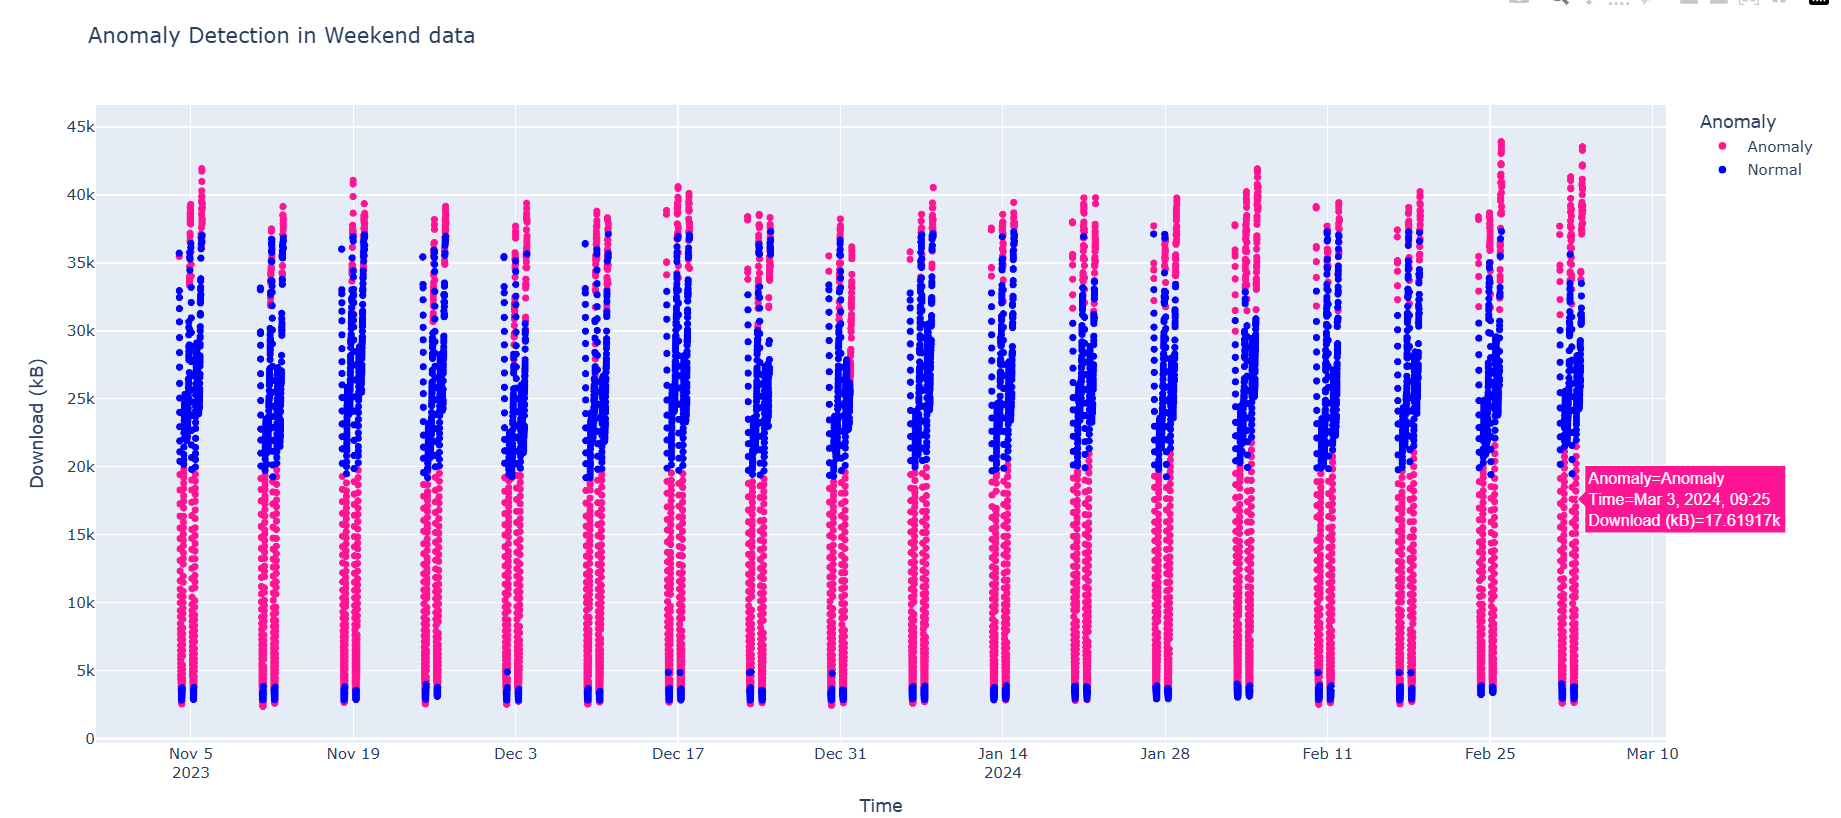 Anomaly Detection in Weekend data
Anomaly
Anomaly
Normal
45k
40k
35k
30k
25k
20k
15k
10k
5k
0
Download (kB)
Anomaly=Anomaly
Time=Mar 3, 2024, 09:25
Download (kB)=17.61917k
Nov 5 Nov 19 Dec 3 Dec 17 Dec 31 Jan 14 Jan 28 Feb 11 Feb 25 Mar 10
2023 2024
Time